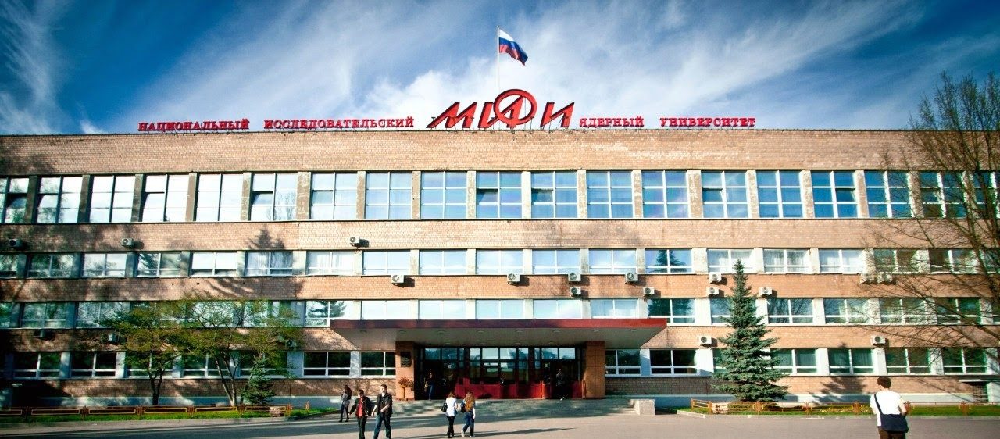 НАЦИОНАЛЬНЫЙ ИССЛЕДОВАТЕЛЬСКИЙ МИФИ ЯДЕРНЫЙ УНИВЕРСИТЕТ